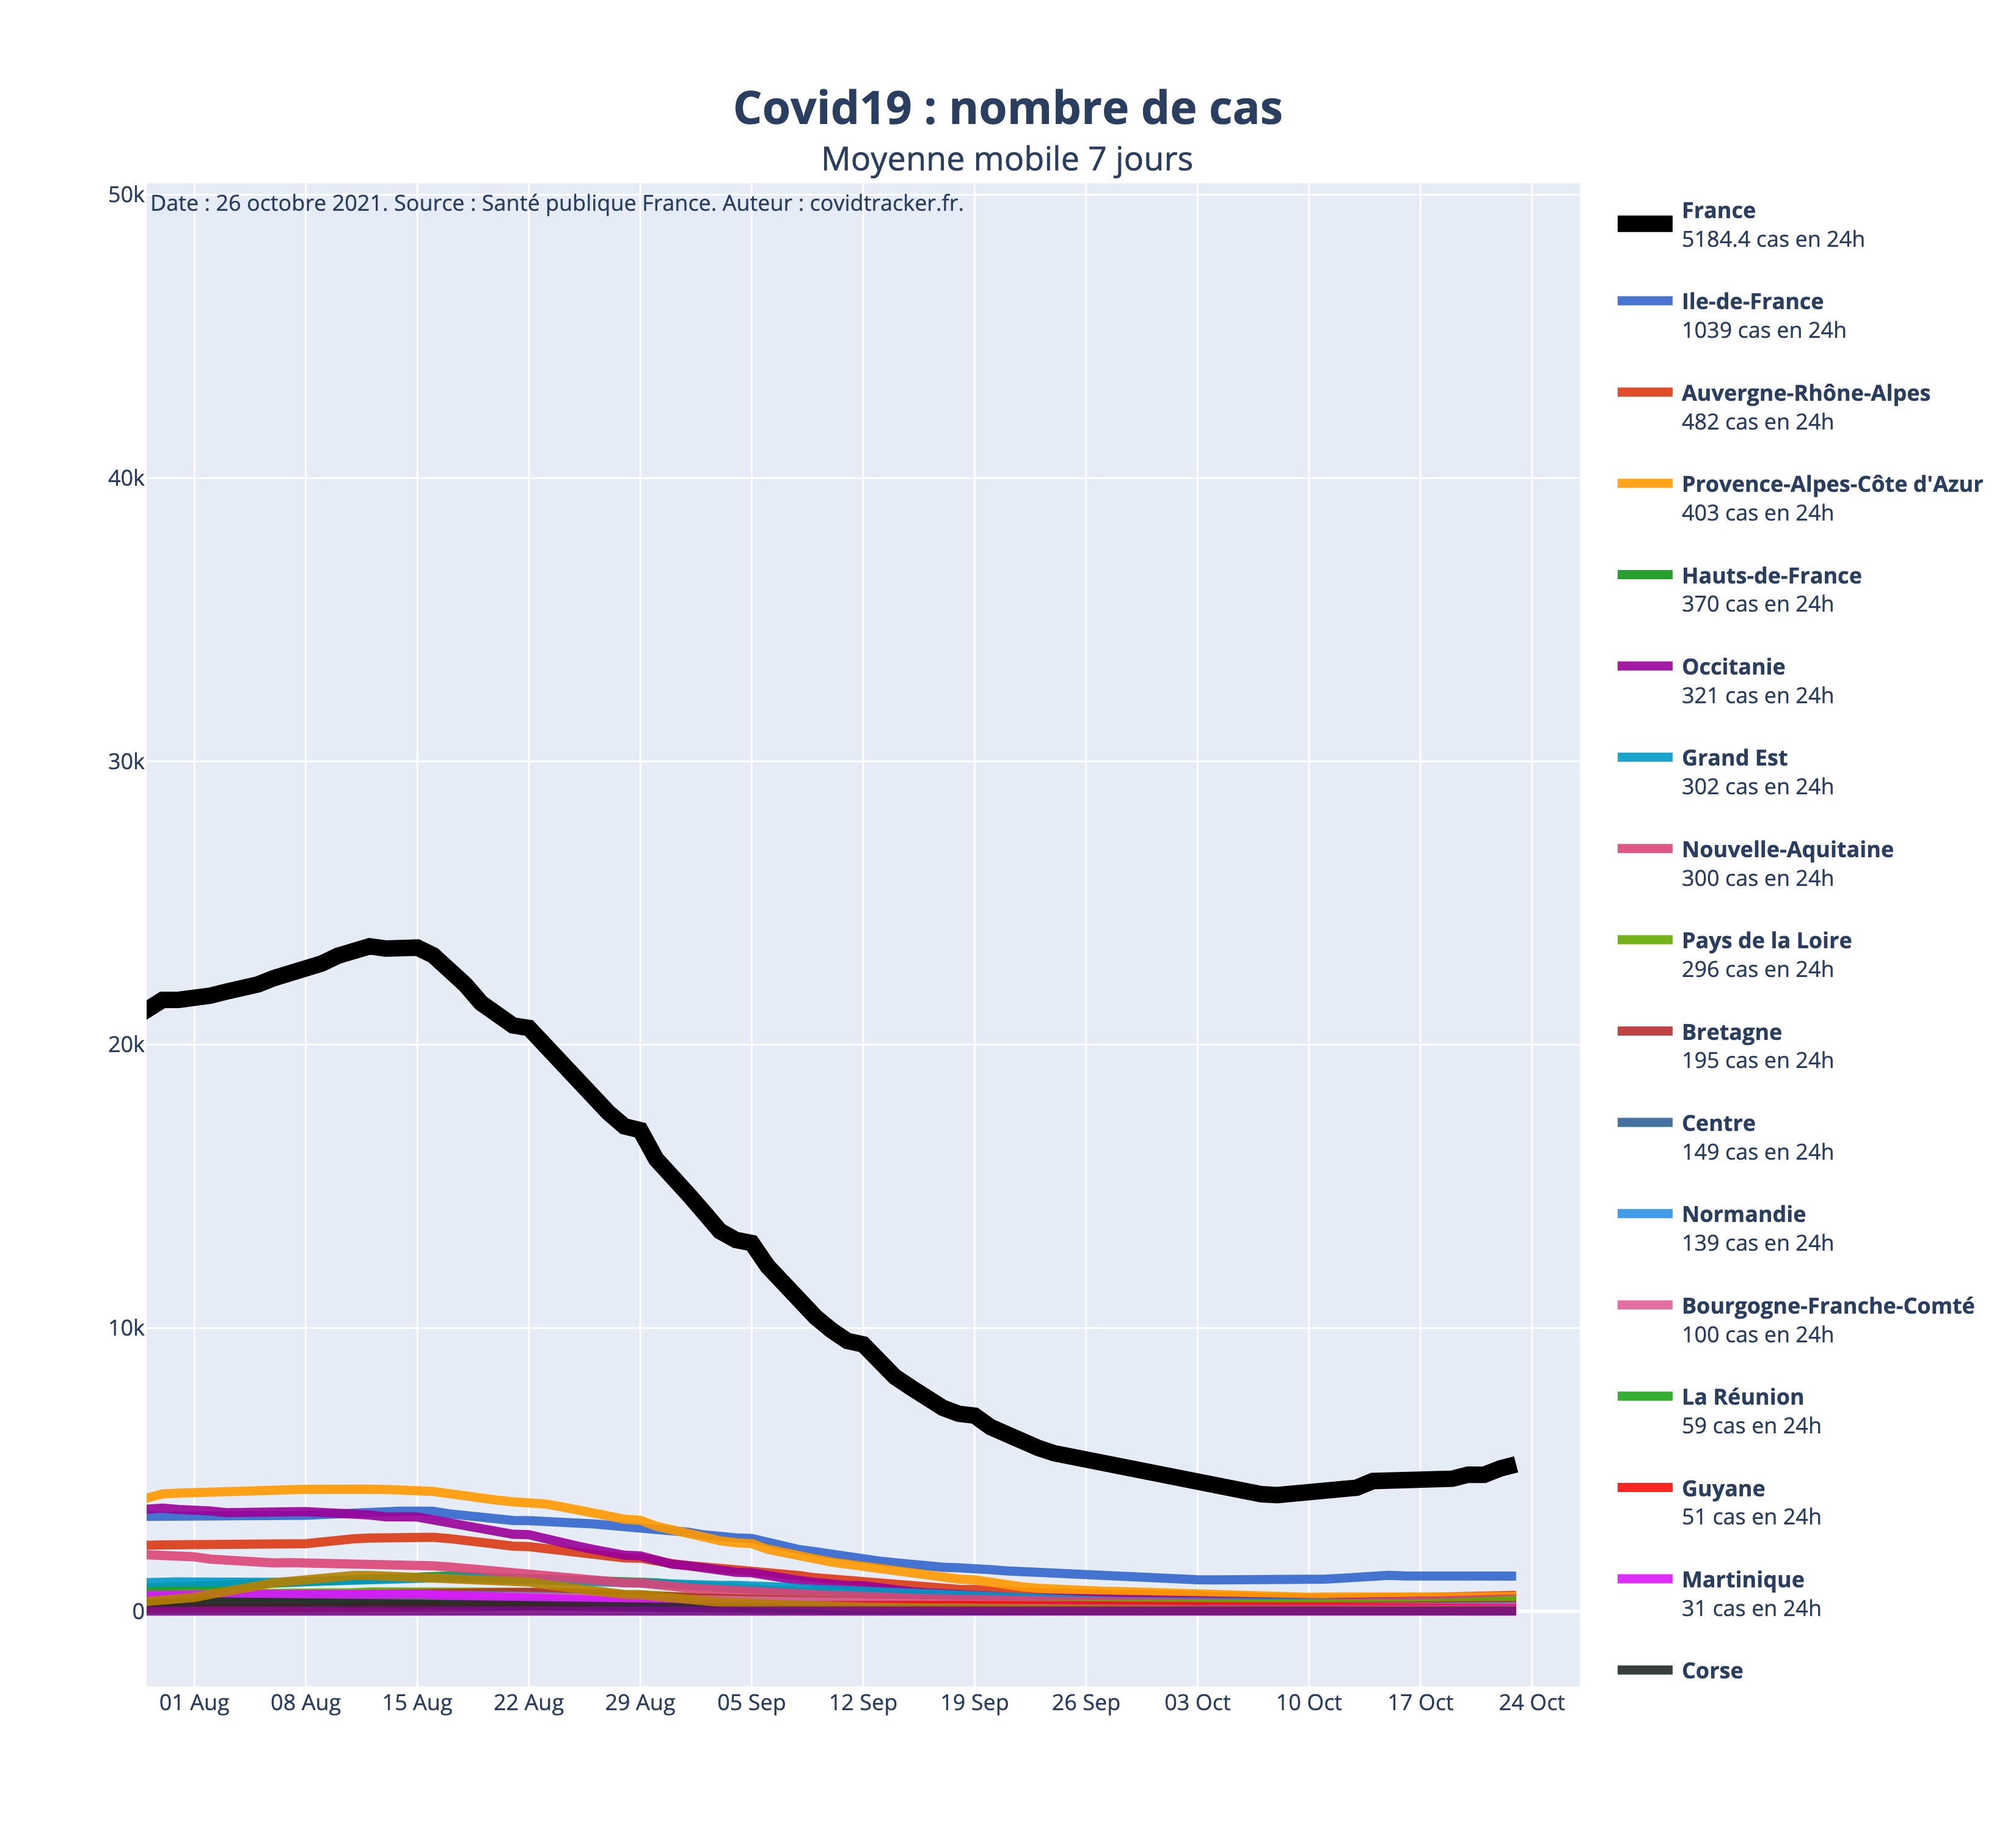 Covid19 : nombre de cas
Moyenne mobile 7 jours
Date : 26 octobre 2021. Source : Santé publique France. Auteur : covidtracker.fr.
50k
40k
30k
20k
10k
0
01 Aug
08 Aug
15 Aug
22 Aug
29 Aug
05 Sep
12 Sep
19 Sep
26 Sep
03 Oct
10 Oct
17 Oct
24 Oct
France
5184.4 cas en 24h
Ile-de-France
1039 cas en 24h
Auvergne-Rhône-Alpes
482 cas en 24h
Provence-Alpes-Côte d'Azur
403 cas en 24h
Hauts-de-France
370 cas en 24h
Occitanie
321 cas en 24h
Grand Est
302 cas en 24h
Nouvelle-Aquitaine
300 cas en 24h
Pays de la Loire
296 cas en 24h
Bretagne
195 cas en 24h
Centre
149 cas en 24h
Normandie
139 cas en 24h
Bourgogne-Franche-Comté
100 cas en 24h
La Réunion
59 cas en 24h
Guyane
51 cas en 24h
Martinique
31 cas en 24h
Corse